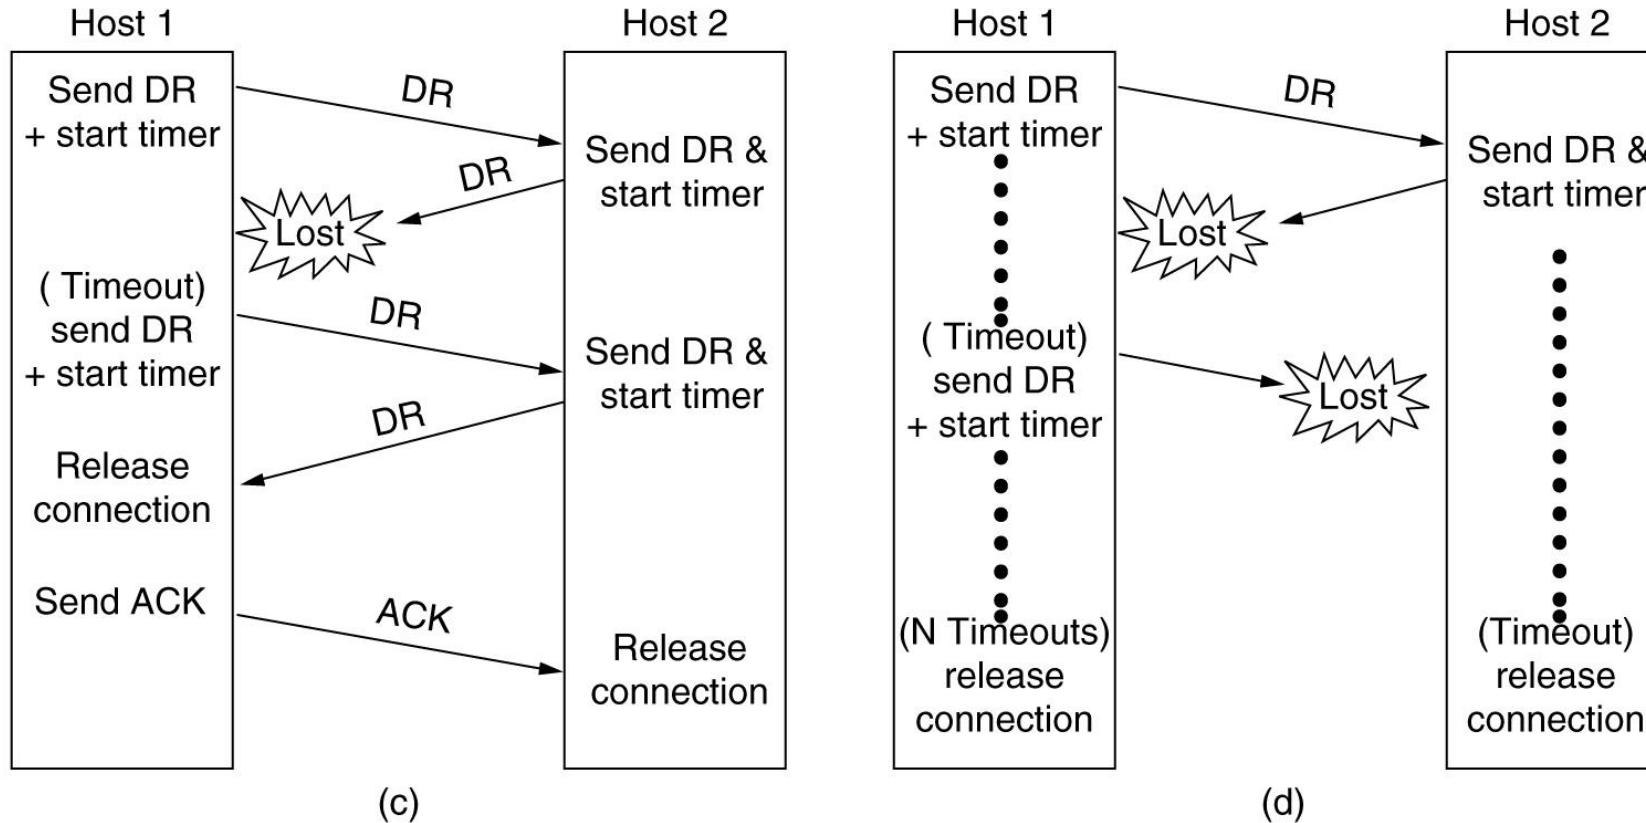 Host 1
Host 2
Send DR
+ start timer
DR
Send DR &
start timer
DR
Lost
( Timeout)
send DR
+ start timer
DR
Send DR &
start timer
DR
Release
connection
Send ACK
ACK
Release
connection
(c)
Host 1
Host 2
Send DR
+ start timer
DR
Send DR &
start timer
Lost
( Timeout)
send DR
+ start timer
Lost
(N Timeouts)
release
connection
(Timeout)
release
connection
(d)